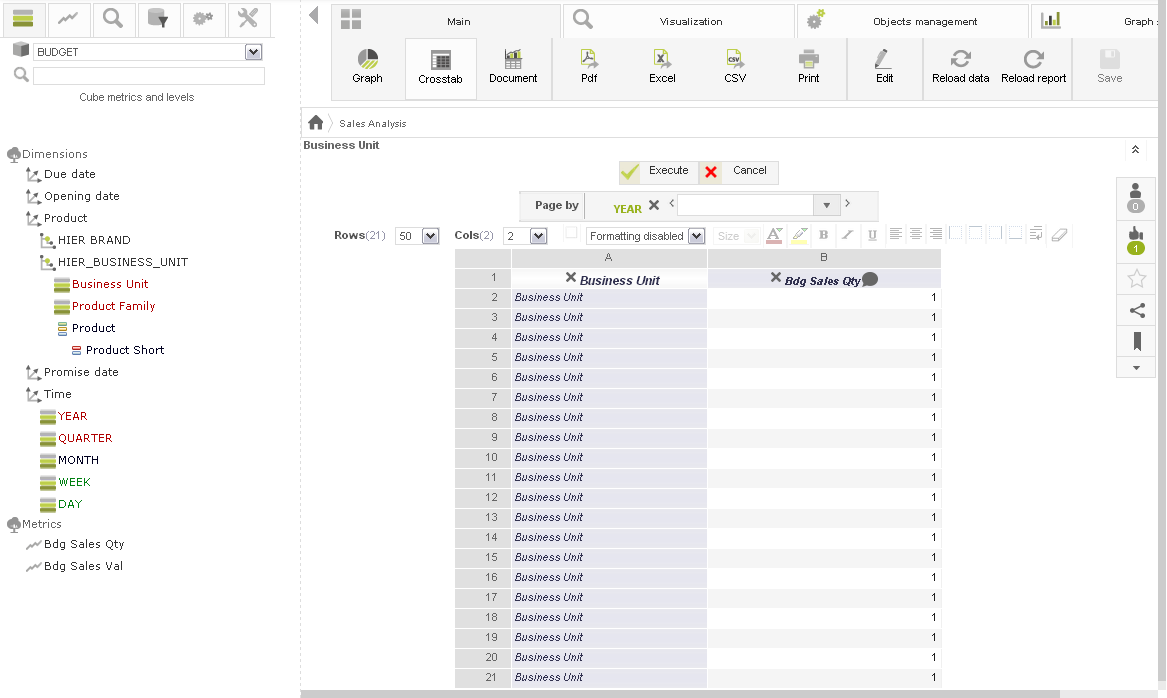 BUDGET
Cube metrics and levels
Dimensions
Due date
Opening date
Product
HIER BRAND
HIER_BUSINESS_UNIT
Business Unit
Product Family
Product
Product Short
Promise date
Time
YEAR
QUARTER
MONTH
WEEK
DAY
Metrics
Bdg Sales Qty
Bdg Sales Val
Main Visualization Objects management Graph
Graph Crosstab Document Pdf Excel CSV Print Edit Reload data Reload report Save
Sales Analysis
Business Unit
Execute Cancel
Page by YEAR
0
1
Rows(21) 50 Cols(2) 2 Formatting disabled Size A B I U
A B
1 Business Unit Bdg Sales Qty
2 Business Unit 1
3 Business Unit 1
4 Business Unit 1
5 Business Unit 1
6 Business Unit 1
7 Business Unit 1
8 Business Unit 1
9 Business Unit 1
10 Business Unit 1
11 Business Unit 1
12 Business Unit 1
13 Business Unit 1
14 Business Unit 1
15 Business Unit 1
16 Business Unit 1
17 Business Unit 1
18 Business Unit 1
19 Business Unit 1
20 Business Unit 1
21 Business Unit 1